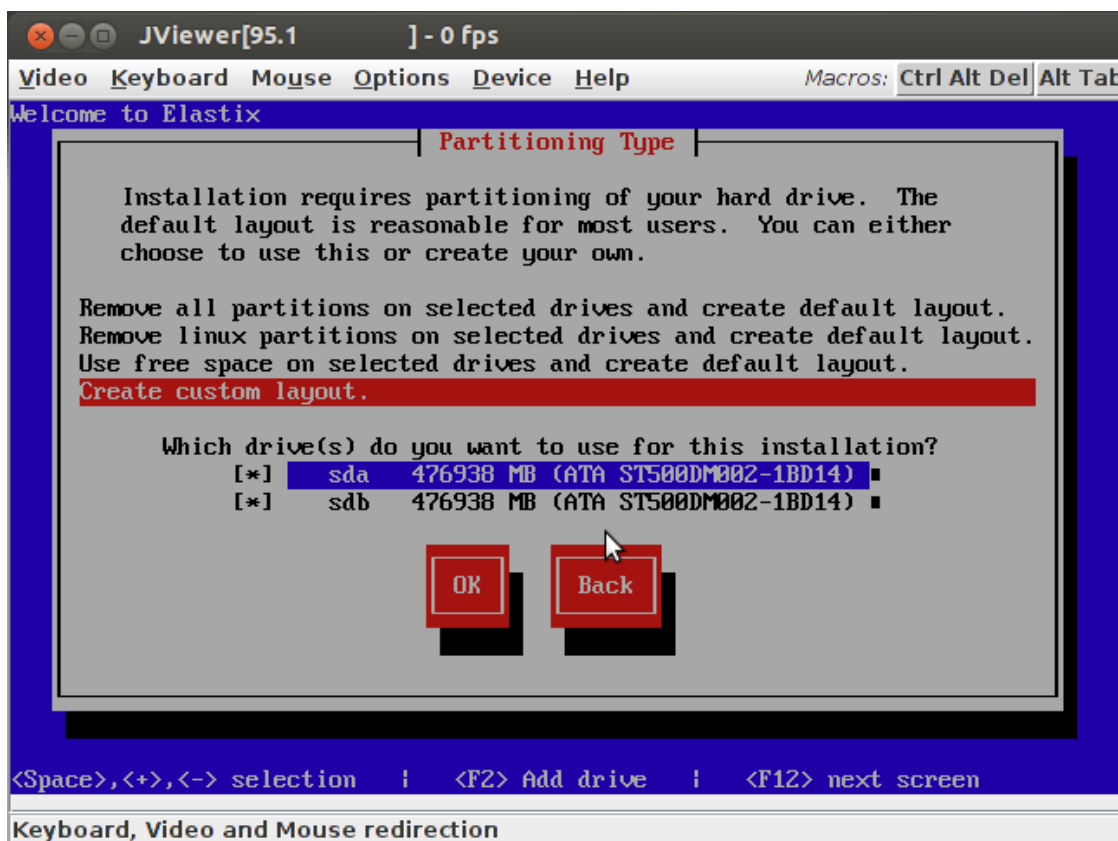 JViewer[95.1 ] - 0 fps
Video Keyboard Mouse Options Device Help Macros: Ctrl Alt Del Alt Tab
Welcome to Elastix
Partitioning Type
Installation requires partitioning of your hard drive. The
default layout is reasonable for most users. You can either
choose to use this or create your own.
Remove all partitions on selected drives and create default layout.
Remove linux partitions on selected drives and create default layout.
Use free space on selected drives and create default layout.
Create custom layout.
Which drive(s) do you want to use for this installation?
[*] sda 476938 MB (ATA ST500DM002-1BD14)
[*] sdb 476938 MB (ATA ST500DM002-1BD14)
OK Back
<Space>,<+>,<-> selection | <F2> Add drive | <F12> next screen
Keyboard, Video and Mouse redirection